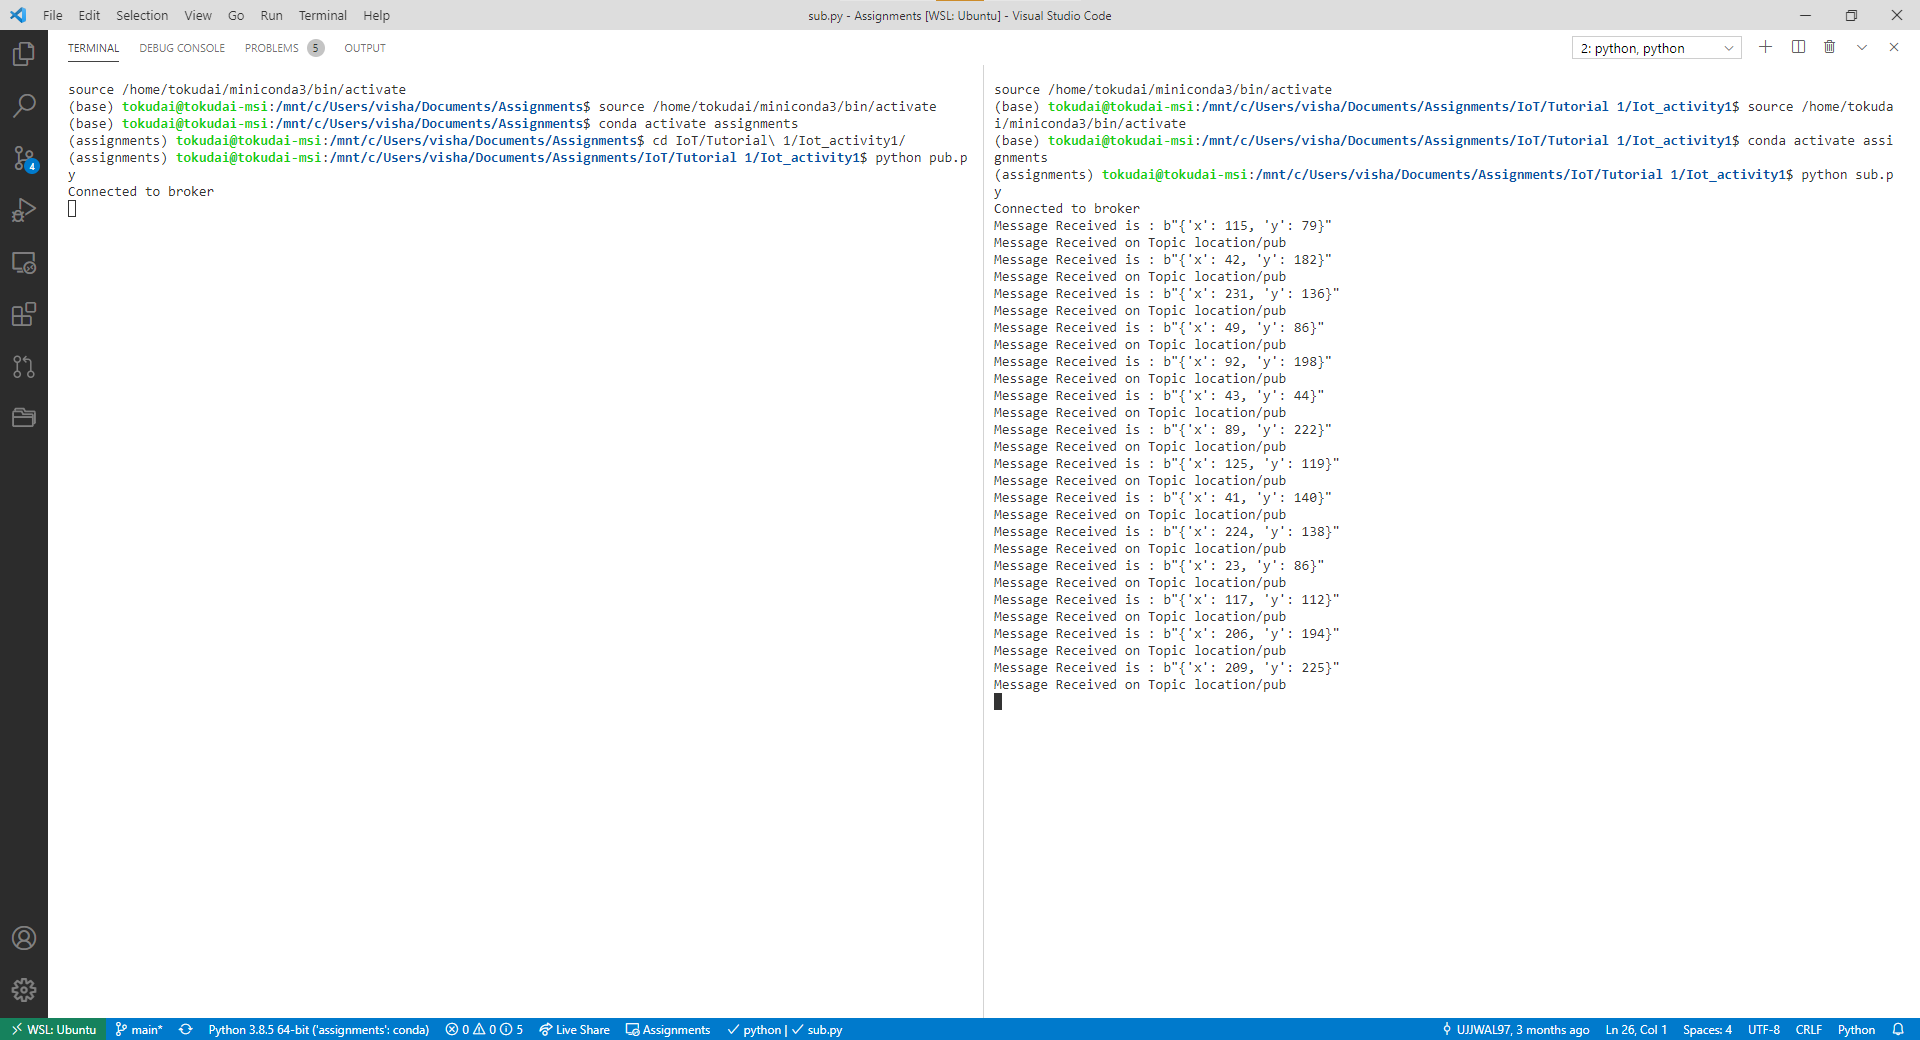 File Edit Selection View Go Run Terminal Help
sub.py - Assignments [WSL: Ubuntu] - Visual Studio Code
TERMINAL DEBUG CONSOLE PROBLEMS 5 OUTPUT
2: python, python
source /home/tokudai/miniconda3/bin/activate
(base) tokudai@tokudai-msi:/mnt/c/Users/visha/Documents/Assignments$ source /home/tokudai/miniconda3/bin/activate
(base) tokudai@tokudai-msi:/mnt/c/Users/visha/Documents/Assignments$ conda activate assignments
(assignments) tokudai@tokudai-msi:/mnt/c/Users/visha/Documents/Assignments$ cd IoT/Tutorial\ 1/Iot_activity1/
(assignments) tokudai@tokudai-msi:/mnt/c/Users/visha/Documents/Assignments/IoT/Tutorial 1/Iot_activity1$ python pub.p
y
Connected to broker
source /home/tokudai/miniconda3/bin/activate
(base) tokudai@tokudai-msi:/mnt/c/Users/visha/Documents/Assignments/IoT/Tutorial 1/Iot_activity1$ source /home/tokuda
i/miniconda3/bin/activate
(base) tokudai@tokudai-msi:/mnt/c/Users/visha/Documents/Assignments/IoT/Tutorial 1/Iot_activity1$ conda activate assi
gnments
(assignments) tokudai@tokudai-msi:/mnt/c/Users/visha/Documents/Assignments/IoT/Tutorial 1/Iot_activity1$ python sub.p
y
Connected to broker
Message Received is : b"{'x': 115, 'y': 79}"
Message Received on Topic location/pub
Message Received is : b"{'x': 42, 'y': 182}"
Message Received on Topic location/pub
Message Received is : b"{'x': 231, 'y': 136}"
Message Received on Topic location/pub
Message Received is : b"{'x': 49, 'y': 86}"
Message Received on Topic location/pub
Message Received is : b"{'x': 92, 'y': 198}"
Message Received on Topic location/pub
Message Received is : b"{'x': 43, 'y': 44}"
Message Received on Topic location/pub
Message Received is : b"{'x': 89, 'y': 222}"
Message Received on Topic location/pub
Message Received is : b"{'x': 125, 'y': 119}"
Message Received on Topic location/pub
Message Received is : b"{'x': 41, 'y': 140}"
Message Received on Topic location/pub
Message Received is : b"{'x': 224, 'y': 138}"
Message Received on Topic location/pub
Message Received is : b"{'x': 23, 'y': 86}"
Message Received on Topic location/pub
Message Received is : b"{'x': 117, 'y': 112}"
Message Received on Topic location/pub
Message Received is : b"{'x': 206, 'y': 194}"
Message Received on Topic location/pub
Message Received is : b"{'x': 209, 'y': 225}"
Message Received on Topic location/pub
4
WSL: Ubuntu main* Python 3.8.5 64-bit ('assignments': conda) 0 0 5 Live Share Assignments python | sub.py UJJWAL97, 3 months ago Ln 26, Col 1 Spaces: 4 UTF-8 CRLF Python